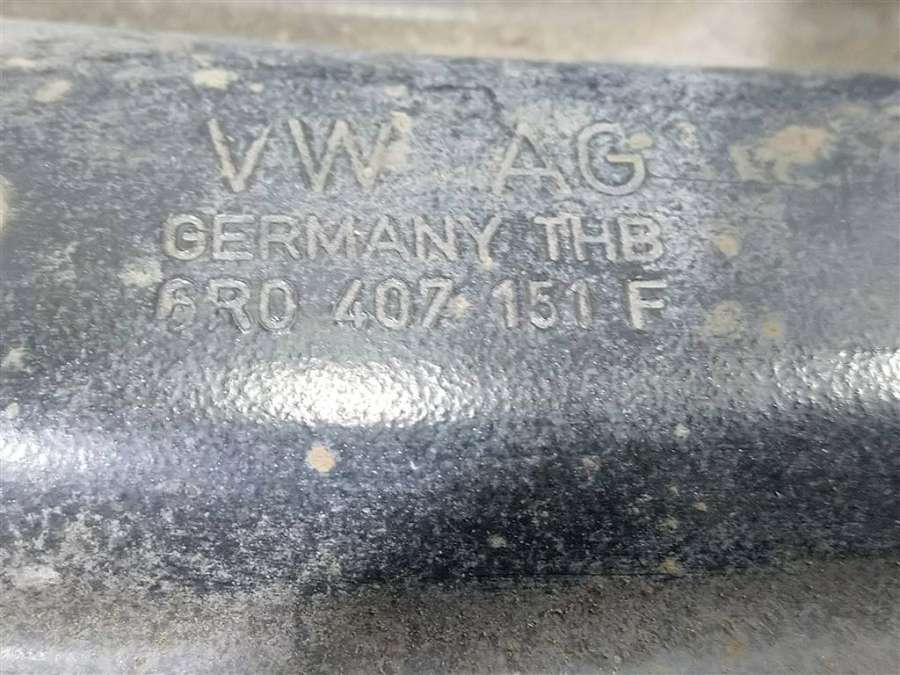 VW AG
GERMANY THB
6R0 407 151 F